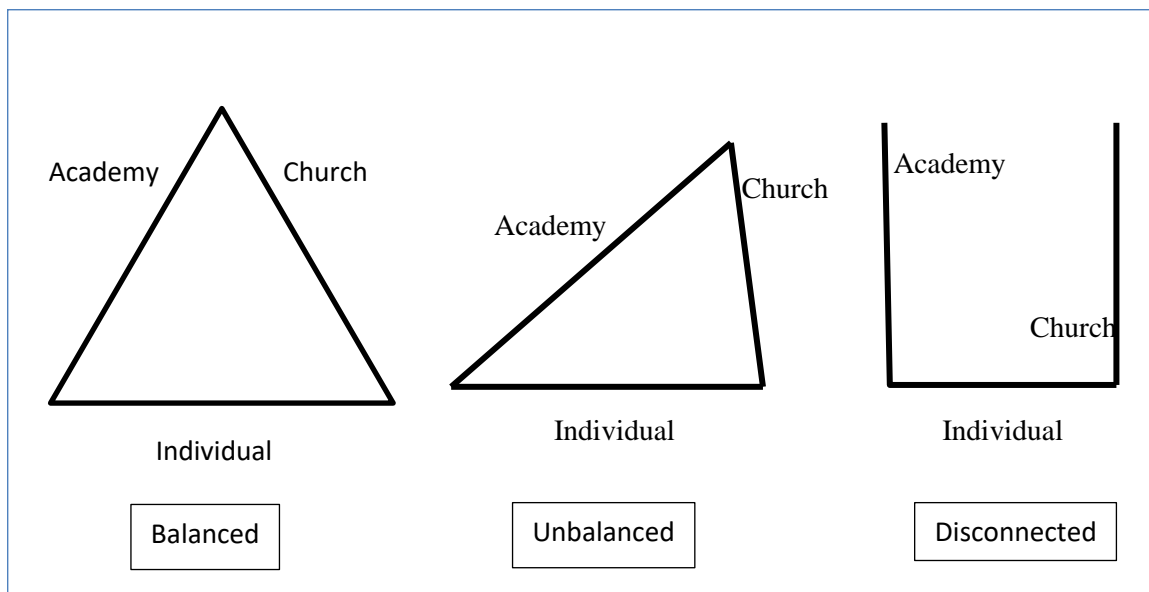 Academy
Church
Individual
Balanced
Academy
Church
Individual
Unbalanced
Academy
Church
Individual
Disconnected